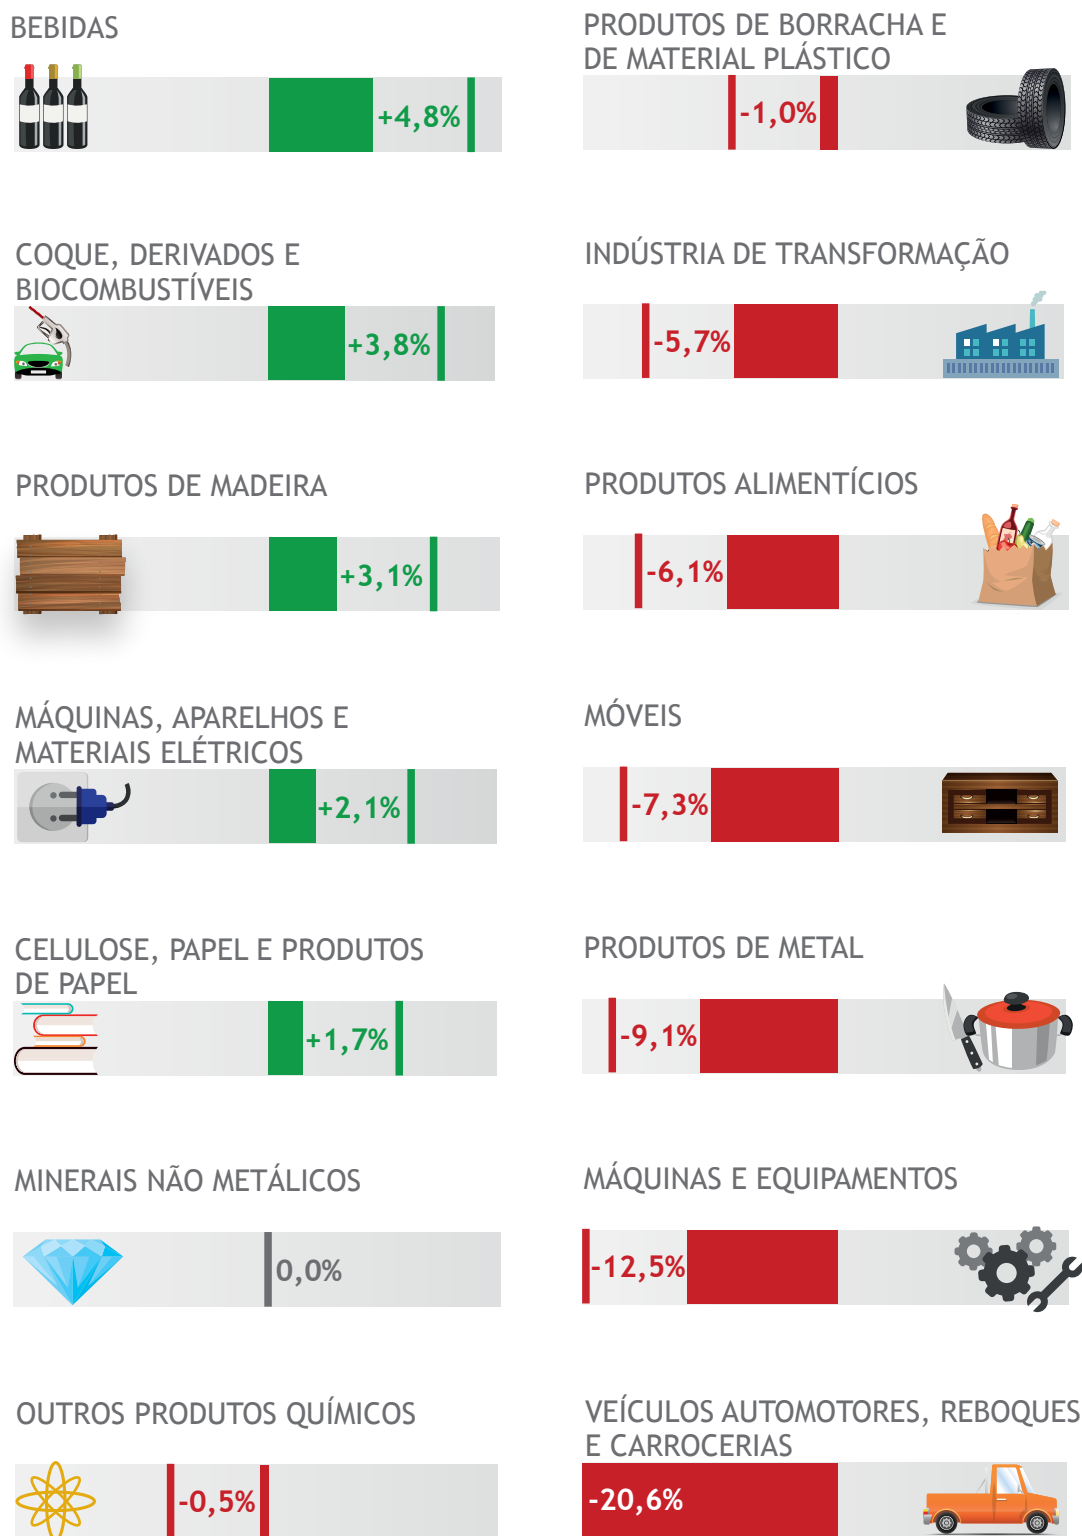 BEBIDAS
+4,8%
COQUE, DERIVADOS E
BIOCOMBUSTÍVEIS
+3,8%
PRODUTOS DE MADEIRA
+3,1%
MÁQUINAS, APARELHOS E
MATERIAIS ELÉTRICOS
+2,1%
CELULOSE, PAPEL E PRODUTOS
DE PAPEL
+1,7%
MINERAIS NÃO METÁLICOS
0,0%
OUTROS PRODUTOS QUÍMICOS
-0,5%
PRODUTOS DE BORRACHA E
DE MATERIAL PLÁSTICO
-1,0%
INDÚSTRIA DE TRANSFORMAÇÃO
-5,7%
PRODUTOS ALIMENTÍCIOS
-6,1%
MÓVEIS
-7,3%
PRODUTOS DE METAL
-9,1%
MÁQUINAS E EQUIPAMENTOS
-12,5%
VEÍCULOS AUTOMOTORES, REBOQUES
E CARROCERIAS
-20,6%